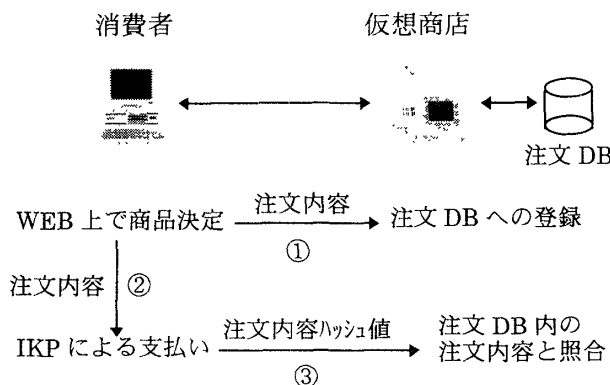 消費者
仮想商店
注文 DB
注文内容
WEB 上で商品決定
注文 DB への登録
①
注文内容
②
注文内容ハッシュ値
注文 DB 内の
IKP による支払い
注文内容と照合
③